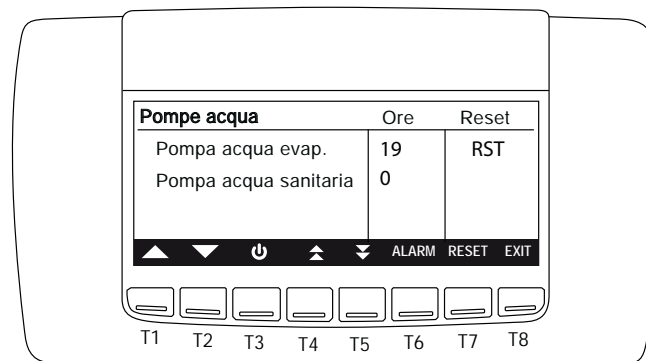 Pompe acqua Ore Reset
Pompa acqua evap. 19 RST
Pompa acqua sanitaria 0
ALARM RESET EXIT
T1 T2 T3 T4 T5 T6 T7 T8